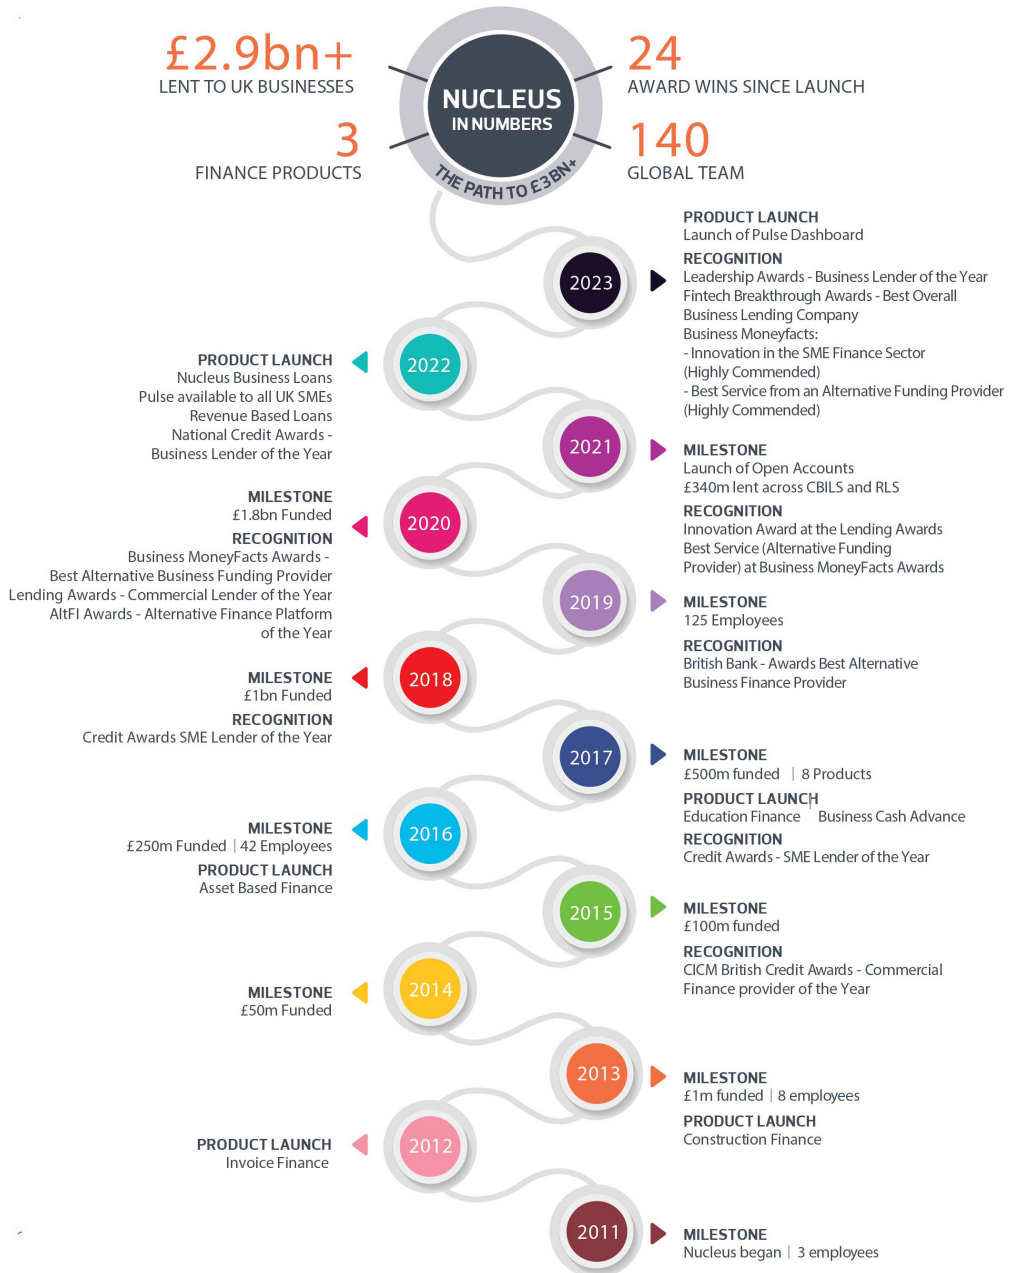 £2.9bn+
LENT TO UK BUSINESSES
3
FINANCE PRODUCTS
NUCLEUS
IN NUMBERS
THE PATH TO £3BN+
24
AWARD WINS SINCE LAUNCH
140
GLOBAL TEAM
2023
PRODUCT LAUNCH
Launch of Pulse Dashboard
RECOGNITION
Leadership Awards - Business Lender of the Year
Fintech Breakthrough Awards - Best Overall
Business Lending Company
Business Moneyfacts:
- Innovation in the SME Finance Sector
(Highly Commended)
- Best Service from an Alternative Funding Provider
(Highly Commended)
2022
PRODUCT LAUNCH
Nucleus Business Loans
Pulse available to all UK SMEs
Revenue Based Loans
National Credit Awards -
Business Lender of the Year
2021
MILESTONE
Launch of Open Accounts
£340m lent across CBILS and RLS
RECOGNITION
Innovation Award at the Lending Awards
Best Service (Alternative Funding
Provider) at Business MoneyFacts Awards
2020
MILESTONE
£1.8bn Funded
RECOGNITION
Business MoneyFacts Awards -
Best Alternative Business Funding Provider
Lending Awards - Commercial Lender of the Year
AltFI Awards - Alternative Finance Platform
of the Year
2019
MILESTONE
125 Employees
RECOGNITION
British Bank - Awards Best Alternative
Business Finance Provider
2018
MILESTONE
£1bn Funded
RECOGNITION
Credit Awards SME Lender of the Year
2017
MILESTONE
£500m funded | 8 Products
PRODUCT LAUNCH
Education Finance | Business Cash Advance
RECOGNITION
Credit Awards - SME Lender of the Year
2016
MILESTONE
£250m Funded | 42 Employees
PRODUCT LAUNCH
Asset Based Finance
2015
MILESTONE
£100m funded
RECOGNITION
CICM British Credit Awards - Commercial
Finance provider of the Year
2014
MILESTONE
£50m Funded
2013
MILESTONE
£1m funded | 8 employees
PRODUCT LAUNCH
Construction Finance
2012
PRODUCT LAUNCH
Invoice Finance
2011
MILESTONE
Nucleus began | 3 employees